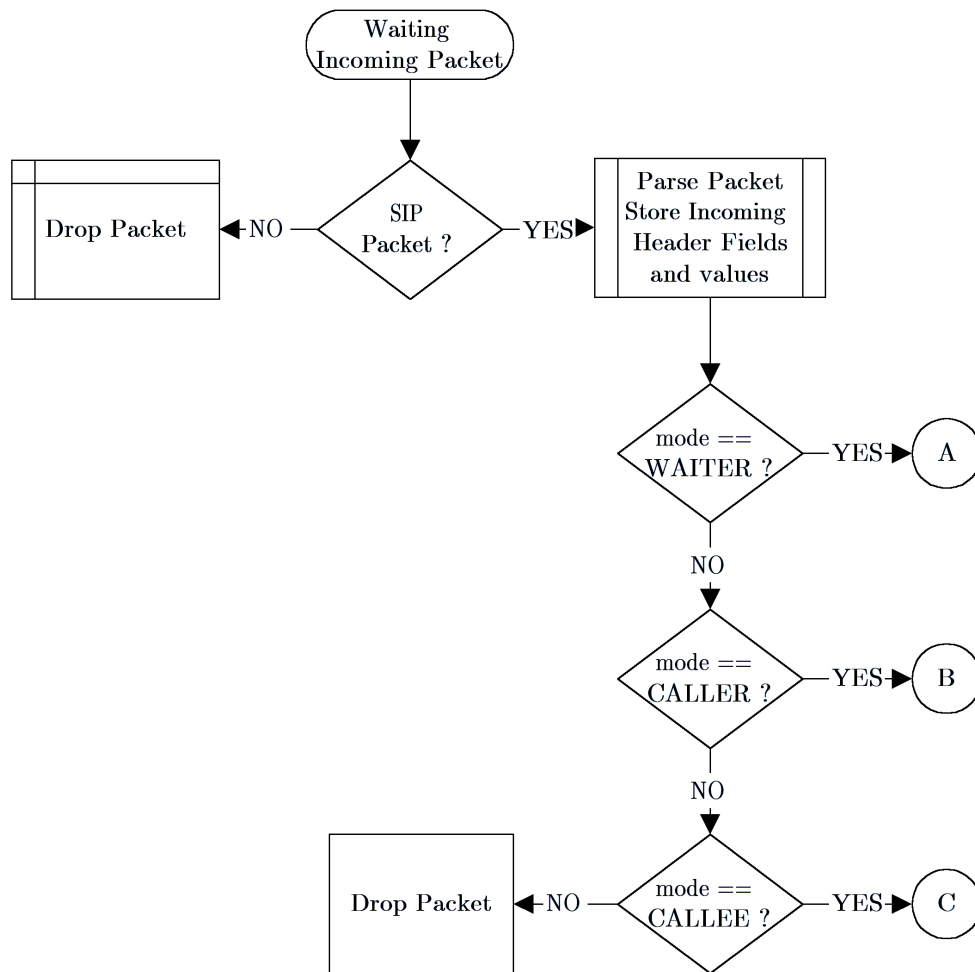 Waiting
Incoming Packet
Drop Packet
NO
SIP
Packet ?
YES
Parse Packet
Store Incoming
Header Fields
and values
mode ==
WAITER ?
YES
A
NO
mode ==
CALLER ?
YES
B
NO
Drop Packet
NO
mode ==
CALLEE ?
YES
C